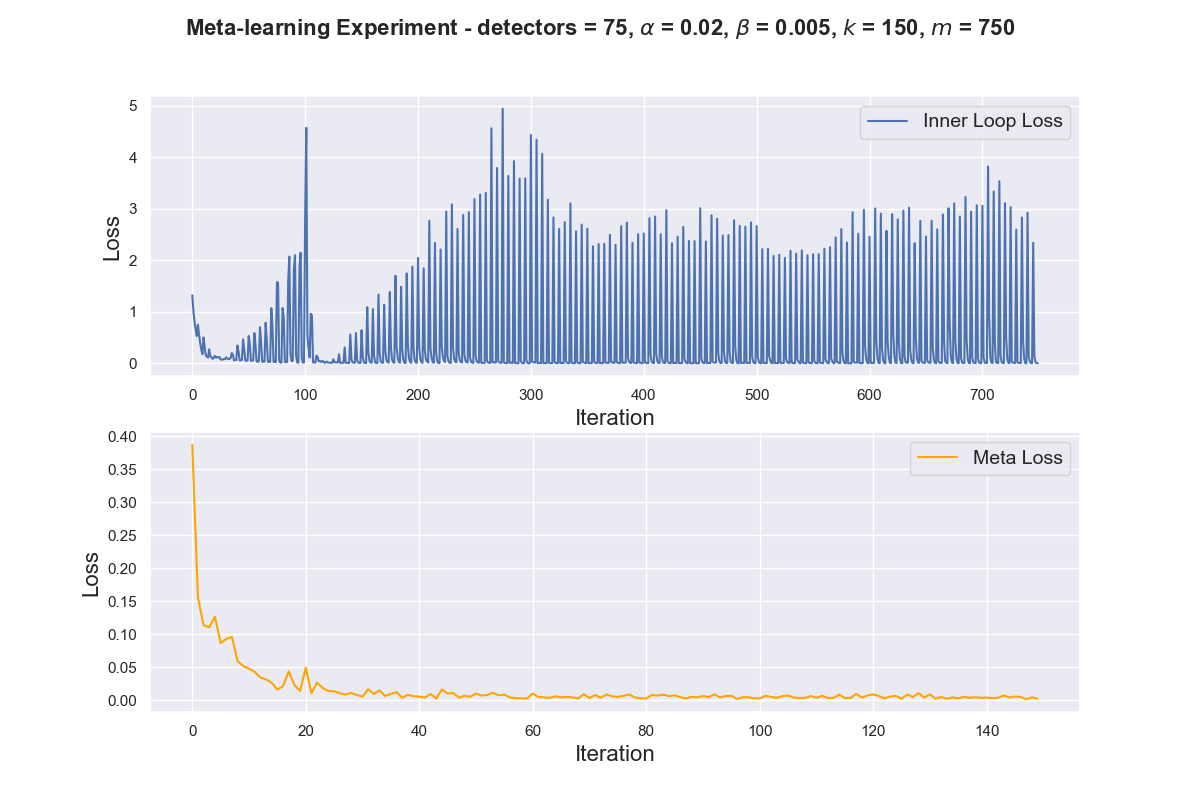 Meta-learning Experiment - detectors = 75, α = 0.02, β = 0.005, k = 150, m = 750
5
4
3
2
1
0
Loss
Inner Loop Loss
0 100 200 300 400 500 600 700
Iteration
0.40
0.35
0.30
0.25
0.20
0.15
0.10
0.05
0.00
Loss
Meta Loss
0 20 40 60 80 100 120 140
Iteration